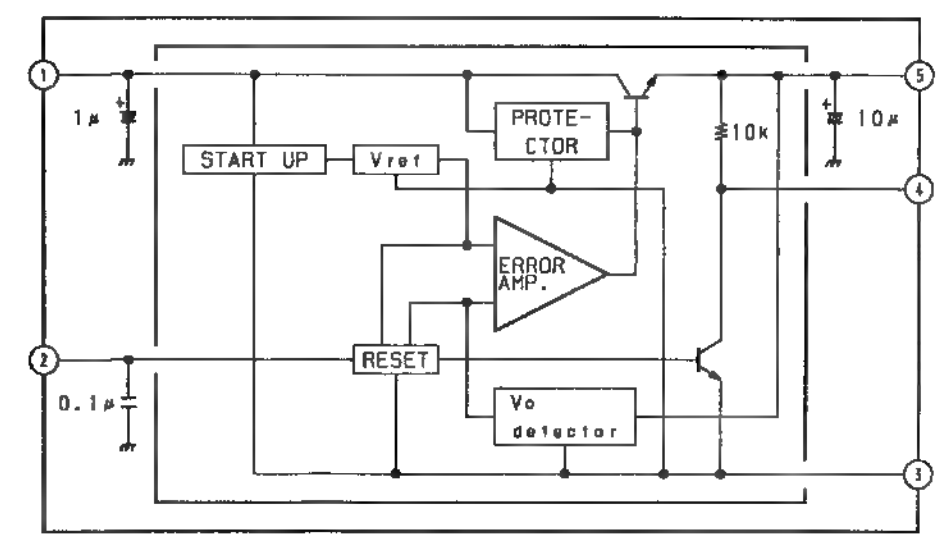 1
5
1μ
+
PROTE-
CTOR
10K
+
10μ
START UP
Vref
4
ERROR
AMP.
2
RESET
0.1μ
Vo
detector
3